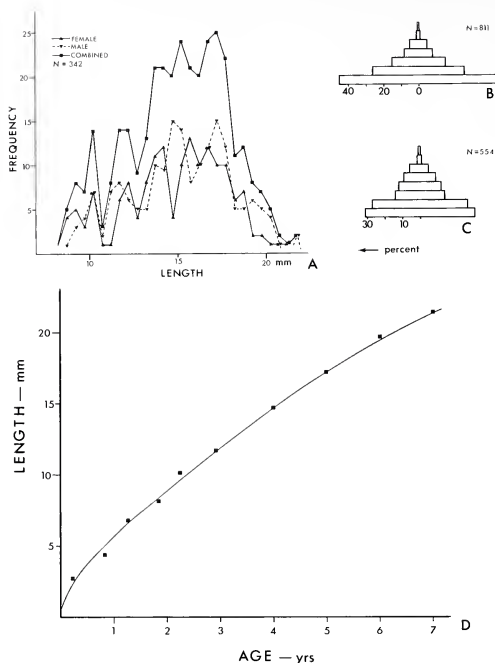 25
20
15
10
5
FREQUENCY
FEMALE
MALE
COMBINED
N = 342
10
15
20 mm
LENGTH
A
N=811
40
20
0
B
N=554
30
10
C
← percent
20
15
10
5
LENGTH — mm
1
2
3
4
5
6
7
D
AGE — yrs